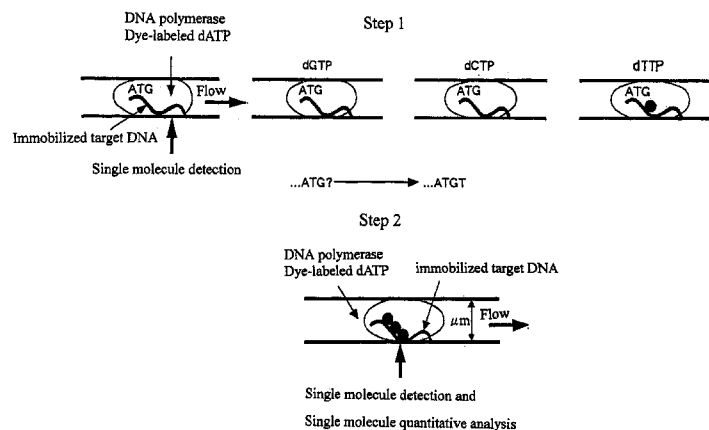 DNA polymerase
Dye-labeled dATP
Step 1
dGTP
dCTP
dTTP
ATG
Flow
ATG
ATG
ATG
Immobilized target DNA
Single molecule detection
...ATG?
...ATGT
Step 2
DNA polymerase
Dye-labeled dATP
immobilized target DNA
μm
Flow
Single molecule detection and
Single molecule quantitative analysis